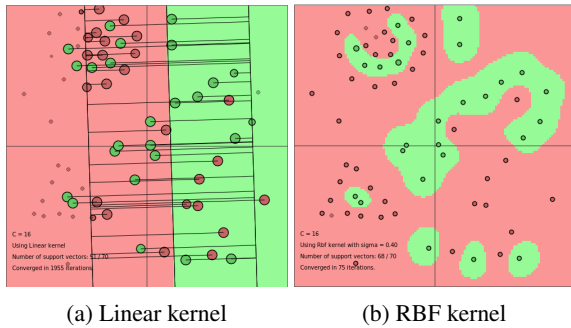 C = 16
Using Linear kernel
Number of support vectors: 51/70
Converged in 1955 iterations.
C = 16
Using Rbf kernel with sigma = 0.40
Number of support vectors: 68 / 70
Converged in 75 iterations.
(a) Linear kernel
(b) RBF kernel